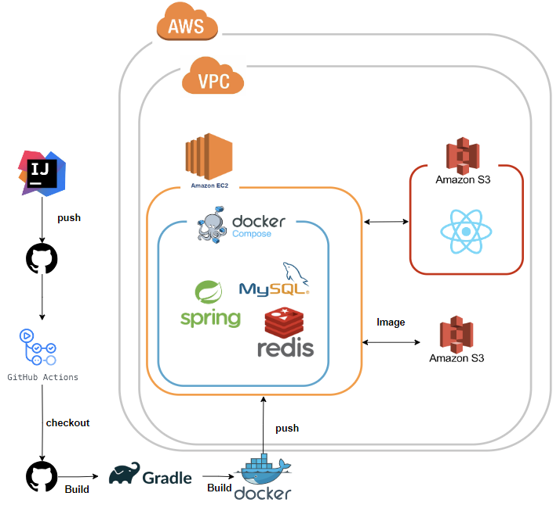 AWS
VPC
IJ
Amazon EC2
Amazon S3
push
docker
Compose
MySQL®
spring
redis
Image
Amazon S3
GitHub Actions
checkout
push
Build
Gradle
Build
docker